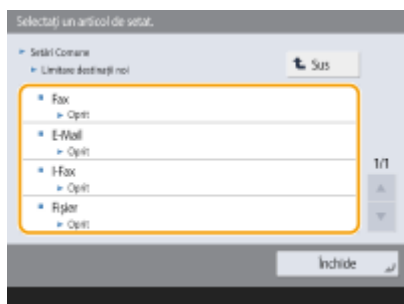 Selectați un articol de setat.
Setări Comune
Limitare destinații noi
Sus
Fax
Oprit
E-Mail
Oprit
I-Fax
Oprit
Fișier
Oprit
1/1
Închide